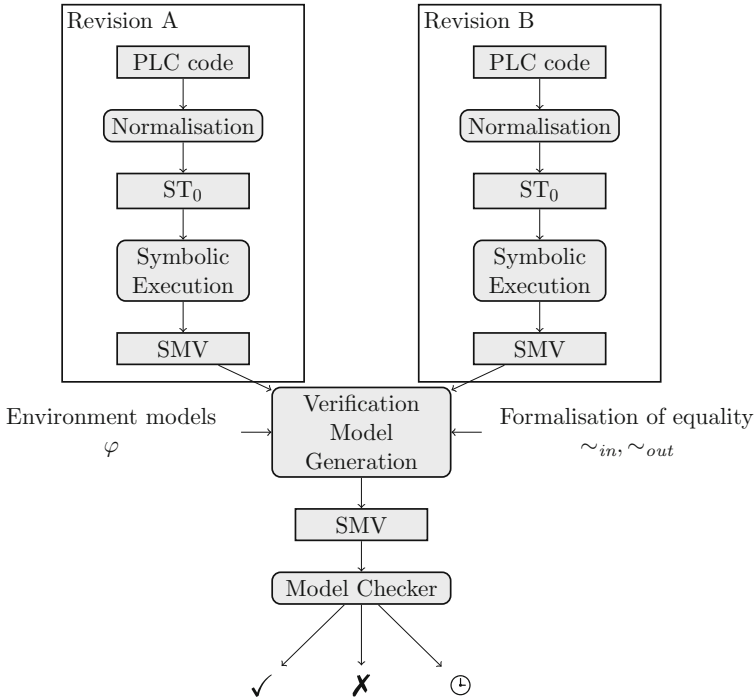 Revision A
PLC code
Normalisation
ST₀
Symbolic
Execution
SMV
Revision B
PLC code
Normalisation
ST₀
Symbolic
Execution
SMV
Environment models
φ
Verification
Model
Generation
Formalisation of equality
∼in, ∼out
SMV
Model Checker
✓ ✗ 🕒